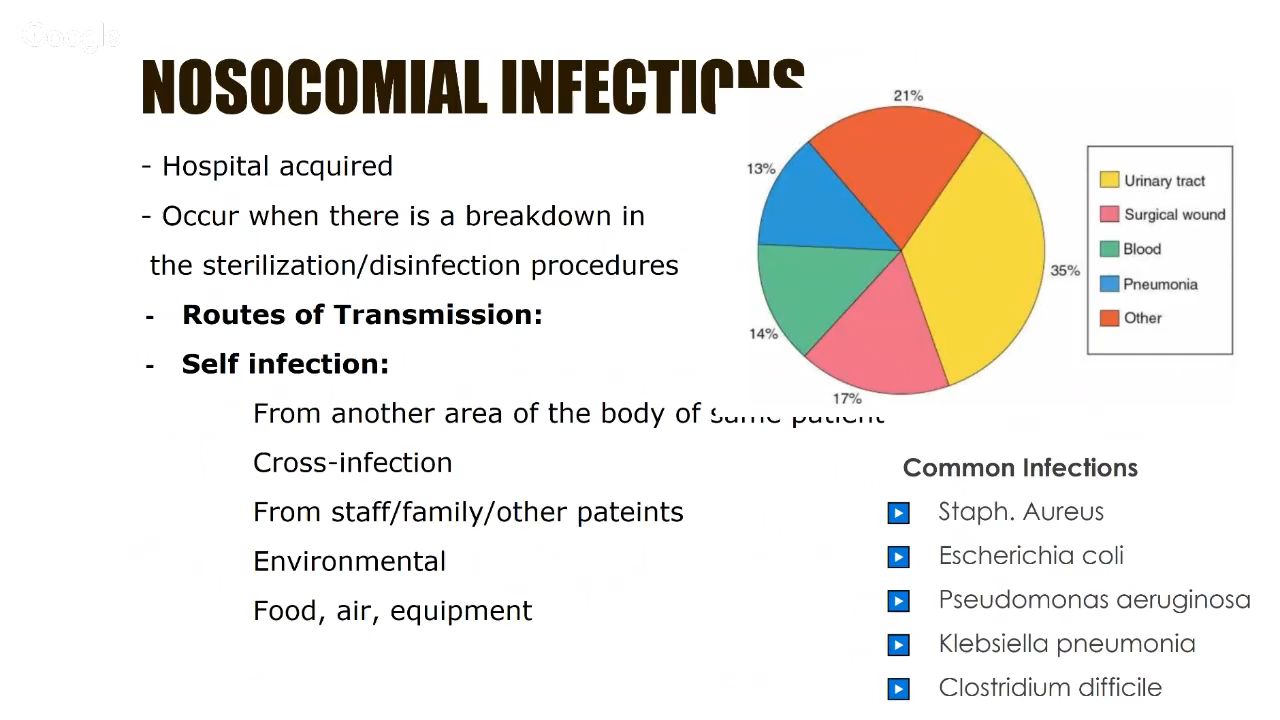 Google
NOSOCOMIAL INFECTIONS
- Hospital acquired
- Occur when there is a breakdown in
the sterilization/disinfection procedures
- Routes of Transmission:
- Self infection:
From another area of the body of same patient
Cross-infection
From staff/family/other pateints
Environmental
Food, air, equipment
21%
13%
35%
14%
17%
Urinary tract
Surgical wound
Blood
Pneumonia
Other
Common Infections
Staph. Aureus
Escherichia coli
Pseudomonas aeruginosa
Klebsiella pneumonia
Clostridium difficile